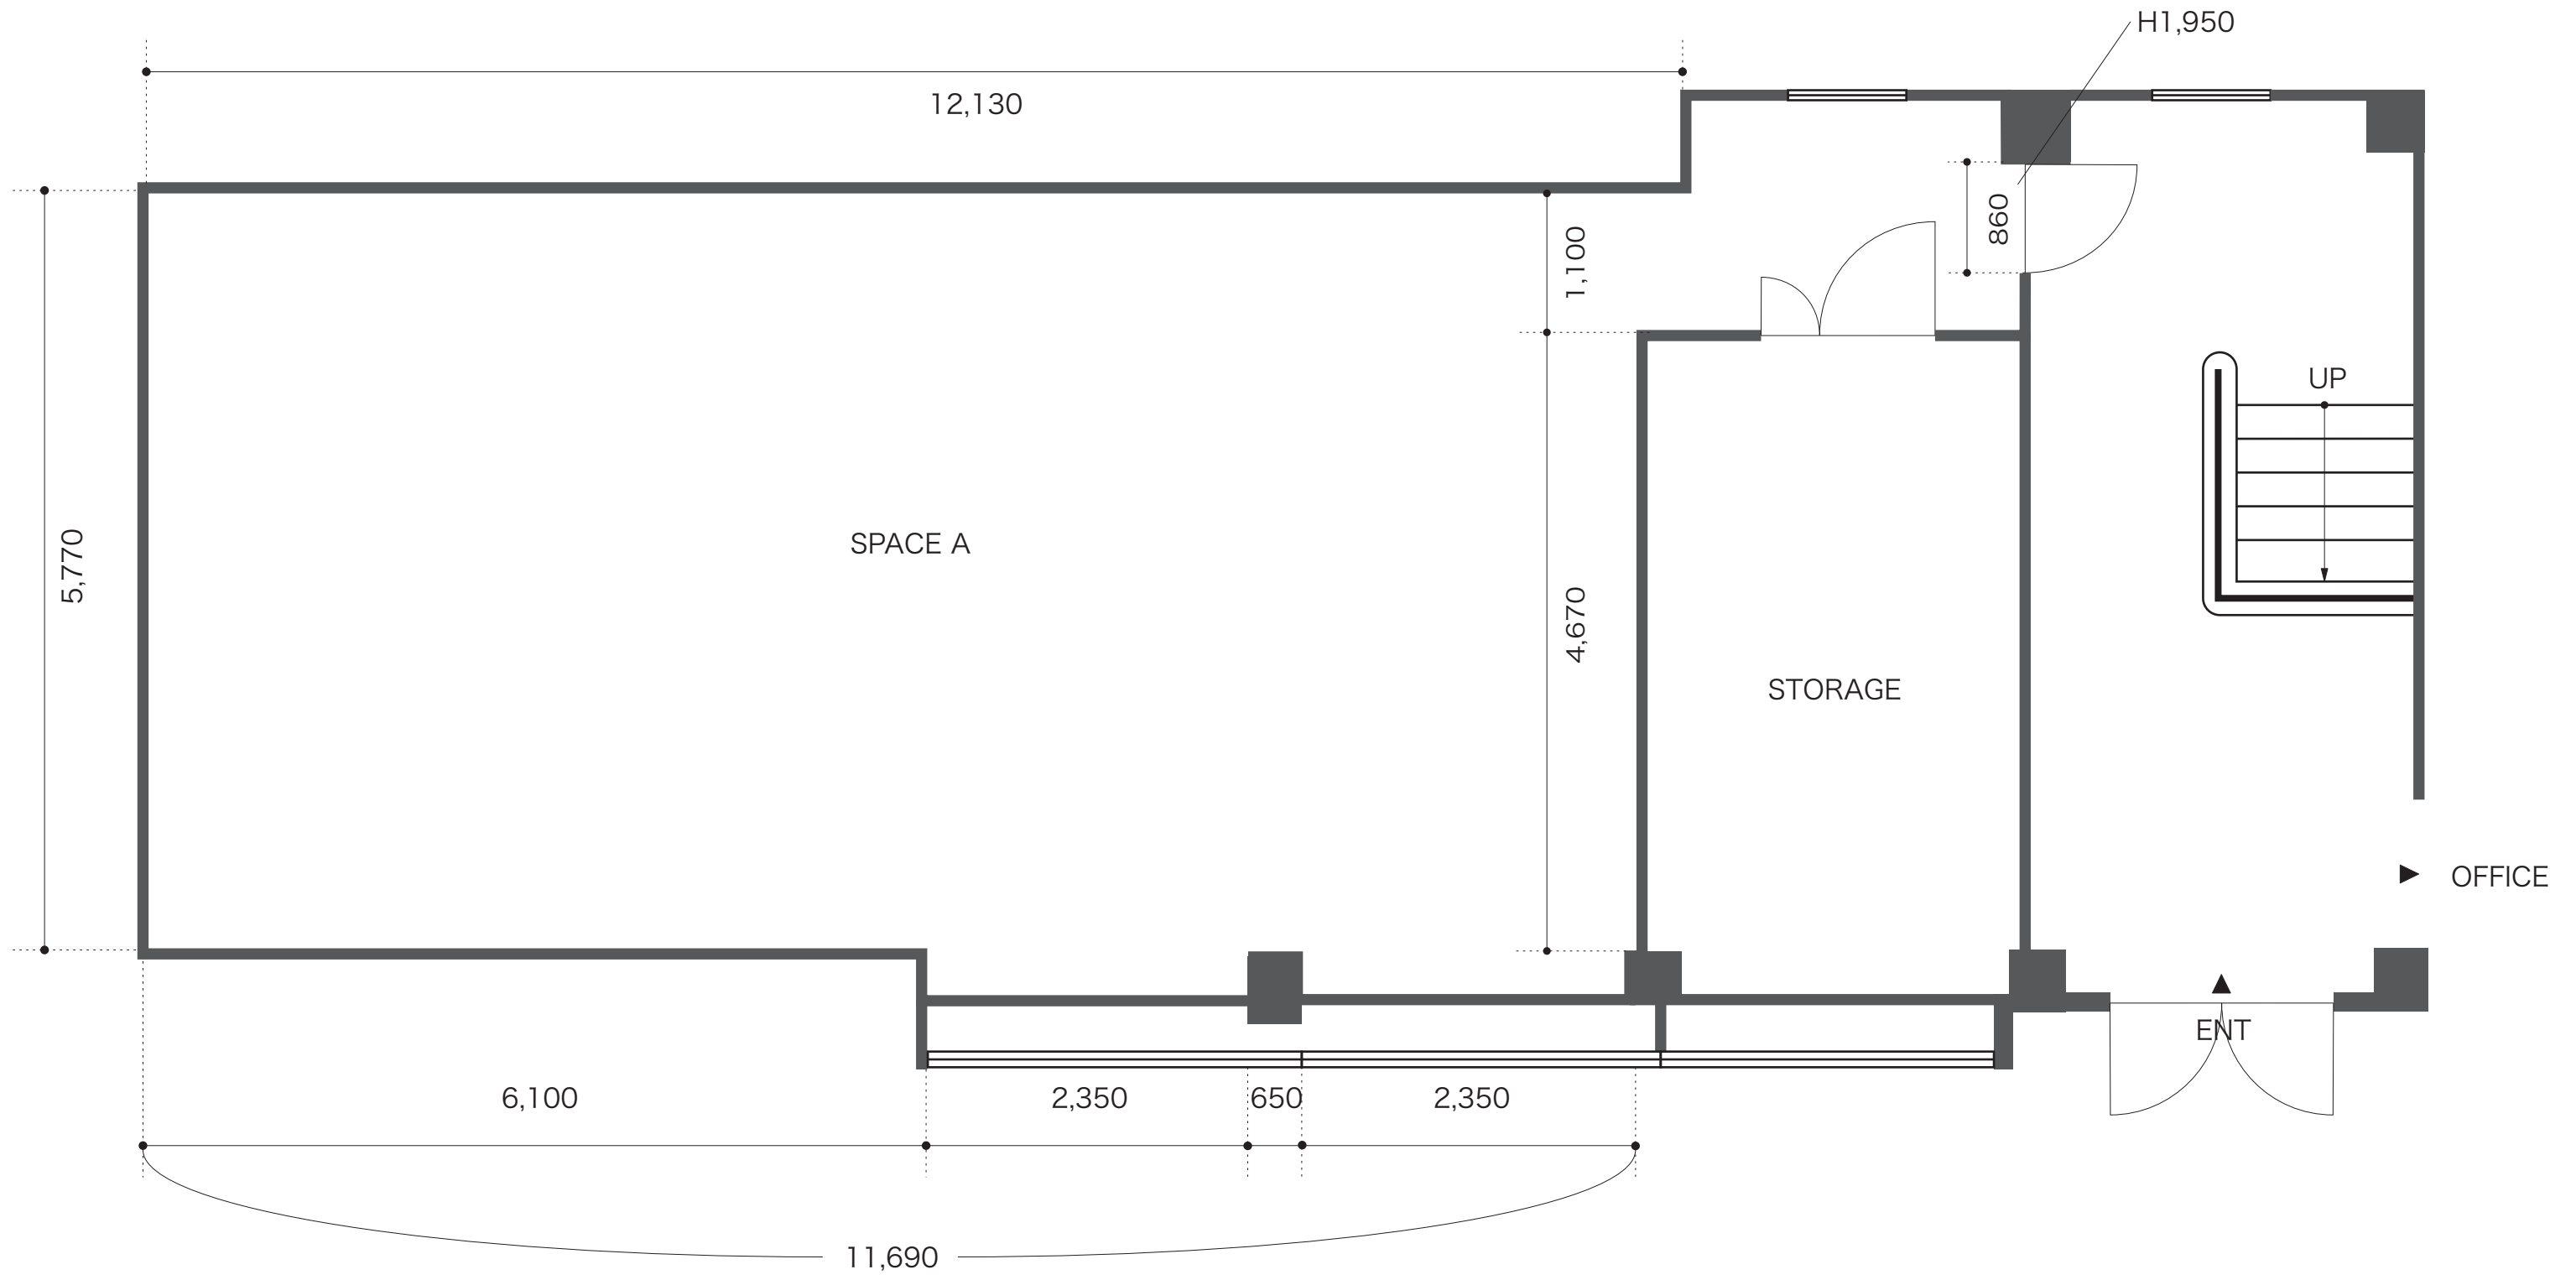 H1,950
12,130
860
1,100
UP
5,770
SPACE A
4,670
STORAGE
OFFICE
ENT
6,100
2,350
650
2,350
11,690